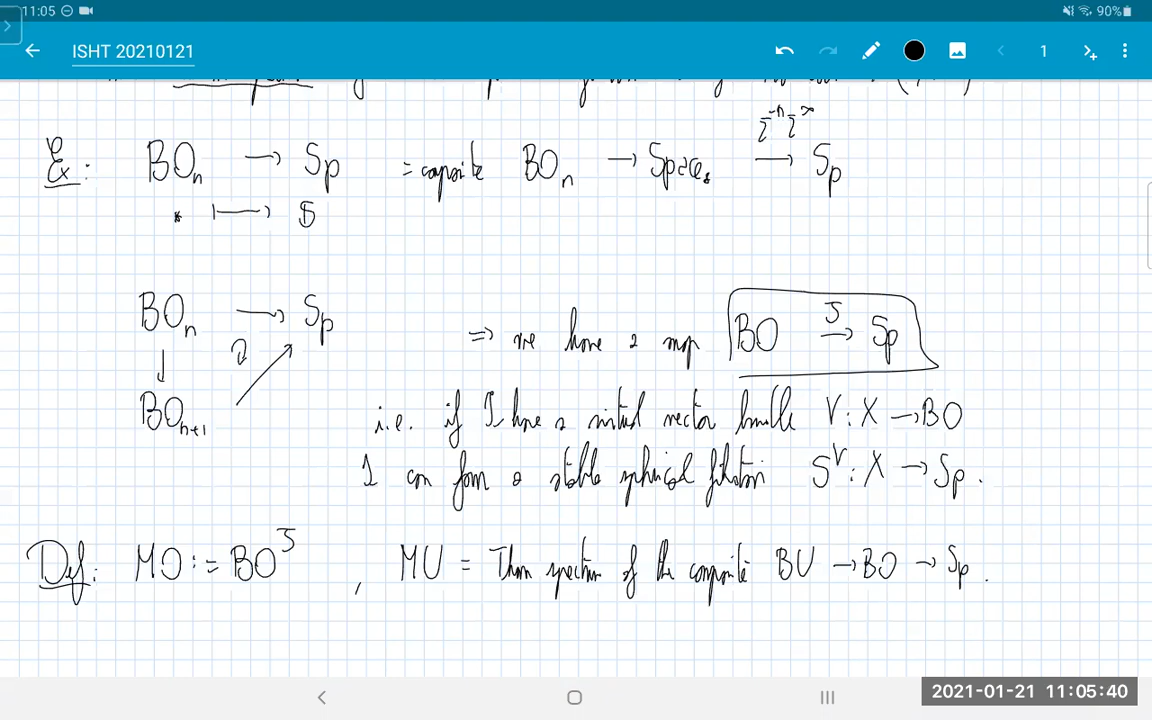 11:05
90%
ISHT 20210121
1
Σ^{-n} Σ^∞
Ex: BO_n → Sp = composite BO_n → Spaces → Sp
* ↦ $
BO_n → Sp
⇒ we have a map BO →^J Sp
BO_{n+1}
i.e. if I have a virtual vector bundle V: X → BO
I can form a stable spherical fibration S^V: X → Sp.
Def: MO := BO^J , MU = Thom spectrum of the composite BU → BO → Sp.
2021-01-21 11:05:40